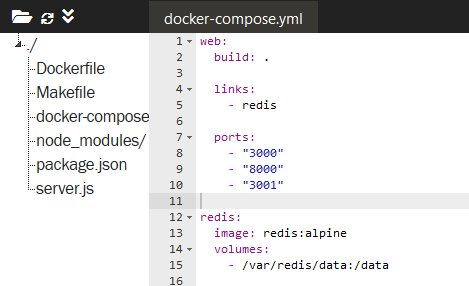 docker-compose.yml
./
Dockerfile
Makefile
docker-compose
node_modules/
package.json
server.js
1 web:
2   build: .
3
4   links:
5     - redis
6
7   ports:
8     - "3000"
9     - "8000"
10     - "3001"
11
12 redis:
13   image: redis:alpine
14   volumes:
15     - /var/redis/data:/data
16